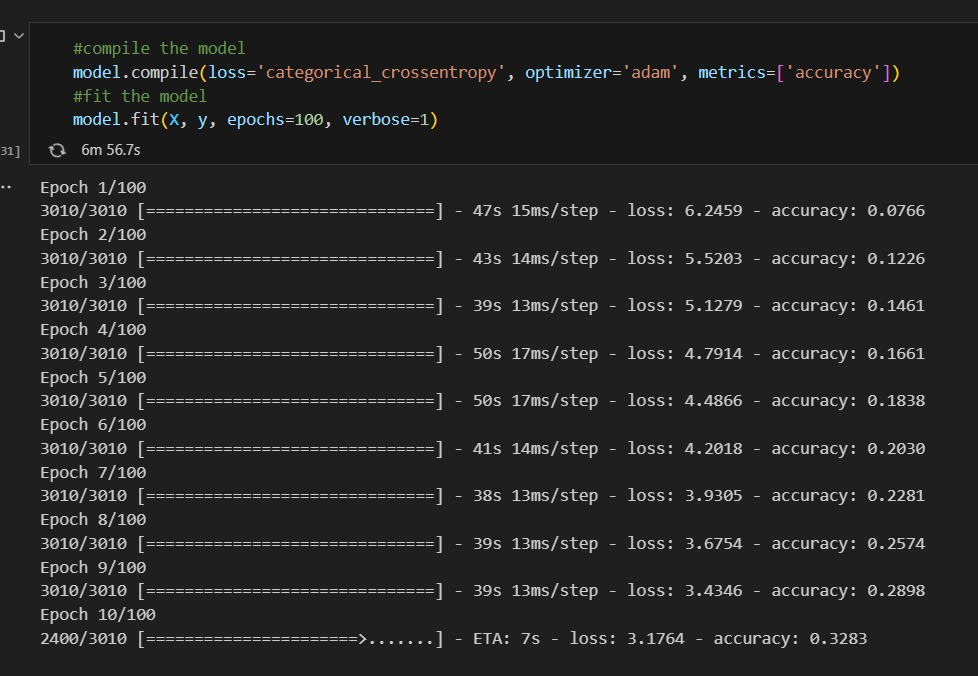 #compile the model
model.compile(loss='categorical_crossentropy', optimizer='adam', metrics=['accuracy'])
#fit the model
model.fit(X, y, epochs=100, verbose=1)
31] 6m 56.7s
Epoch 1/100
3010/3010 [==============================] - 47s 15ms/step - loss: 6.2459 - accuracy: 0.0766
Epoch 2/100
3010/3010 [==============================] - 43s 14ms/step - loss: 5.5203 - accuracy: 0.1226
Epoch 3/100
3010/3010 [==============================] - 39s 13ms/step - loss: 5.1279 - accuracy: 0.1461
Epoch 4/100
3010/3010 [==============================] - 50s 17ms/step - loss: 4.7914 - accuracy: 0.1661
Epoch 5/100
3010/3010 [==============================] - 50s 17ms/step - loss: 4.4866 - accuracy: 0.1838
Epoch 6/100
3010/3010 [==============================] - 41s 14ms/step - loss: 4.2018 - accuracy: 0.2030
Epoch 7/100
3010/3010 [==============================] - 38s 13ms/step - loss: 3.9305 - accuracy: 0.2281
Epoch 8/100
3010/3010 [==============================] - 39s 13ms/step - loss: 3.6754 - accuracy: 0.2574
Epoch 9/100
3010/3010 [==============================] - 39s 13ms/step - loss: 3.4346 - accuracy: 0.2898
Epoch 10/100
2400/3010 [======================>.......] - ETA: 7s - loss: 3.1764 - accuracy: 0.3283